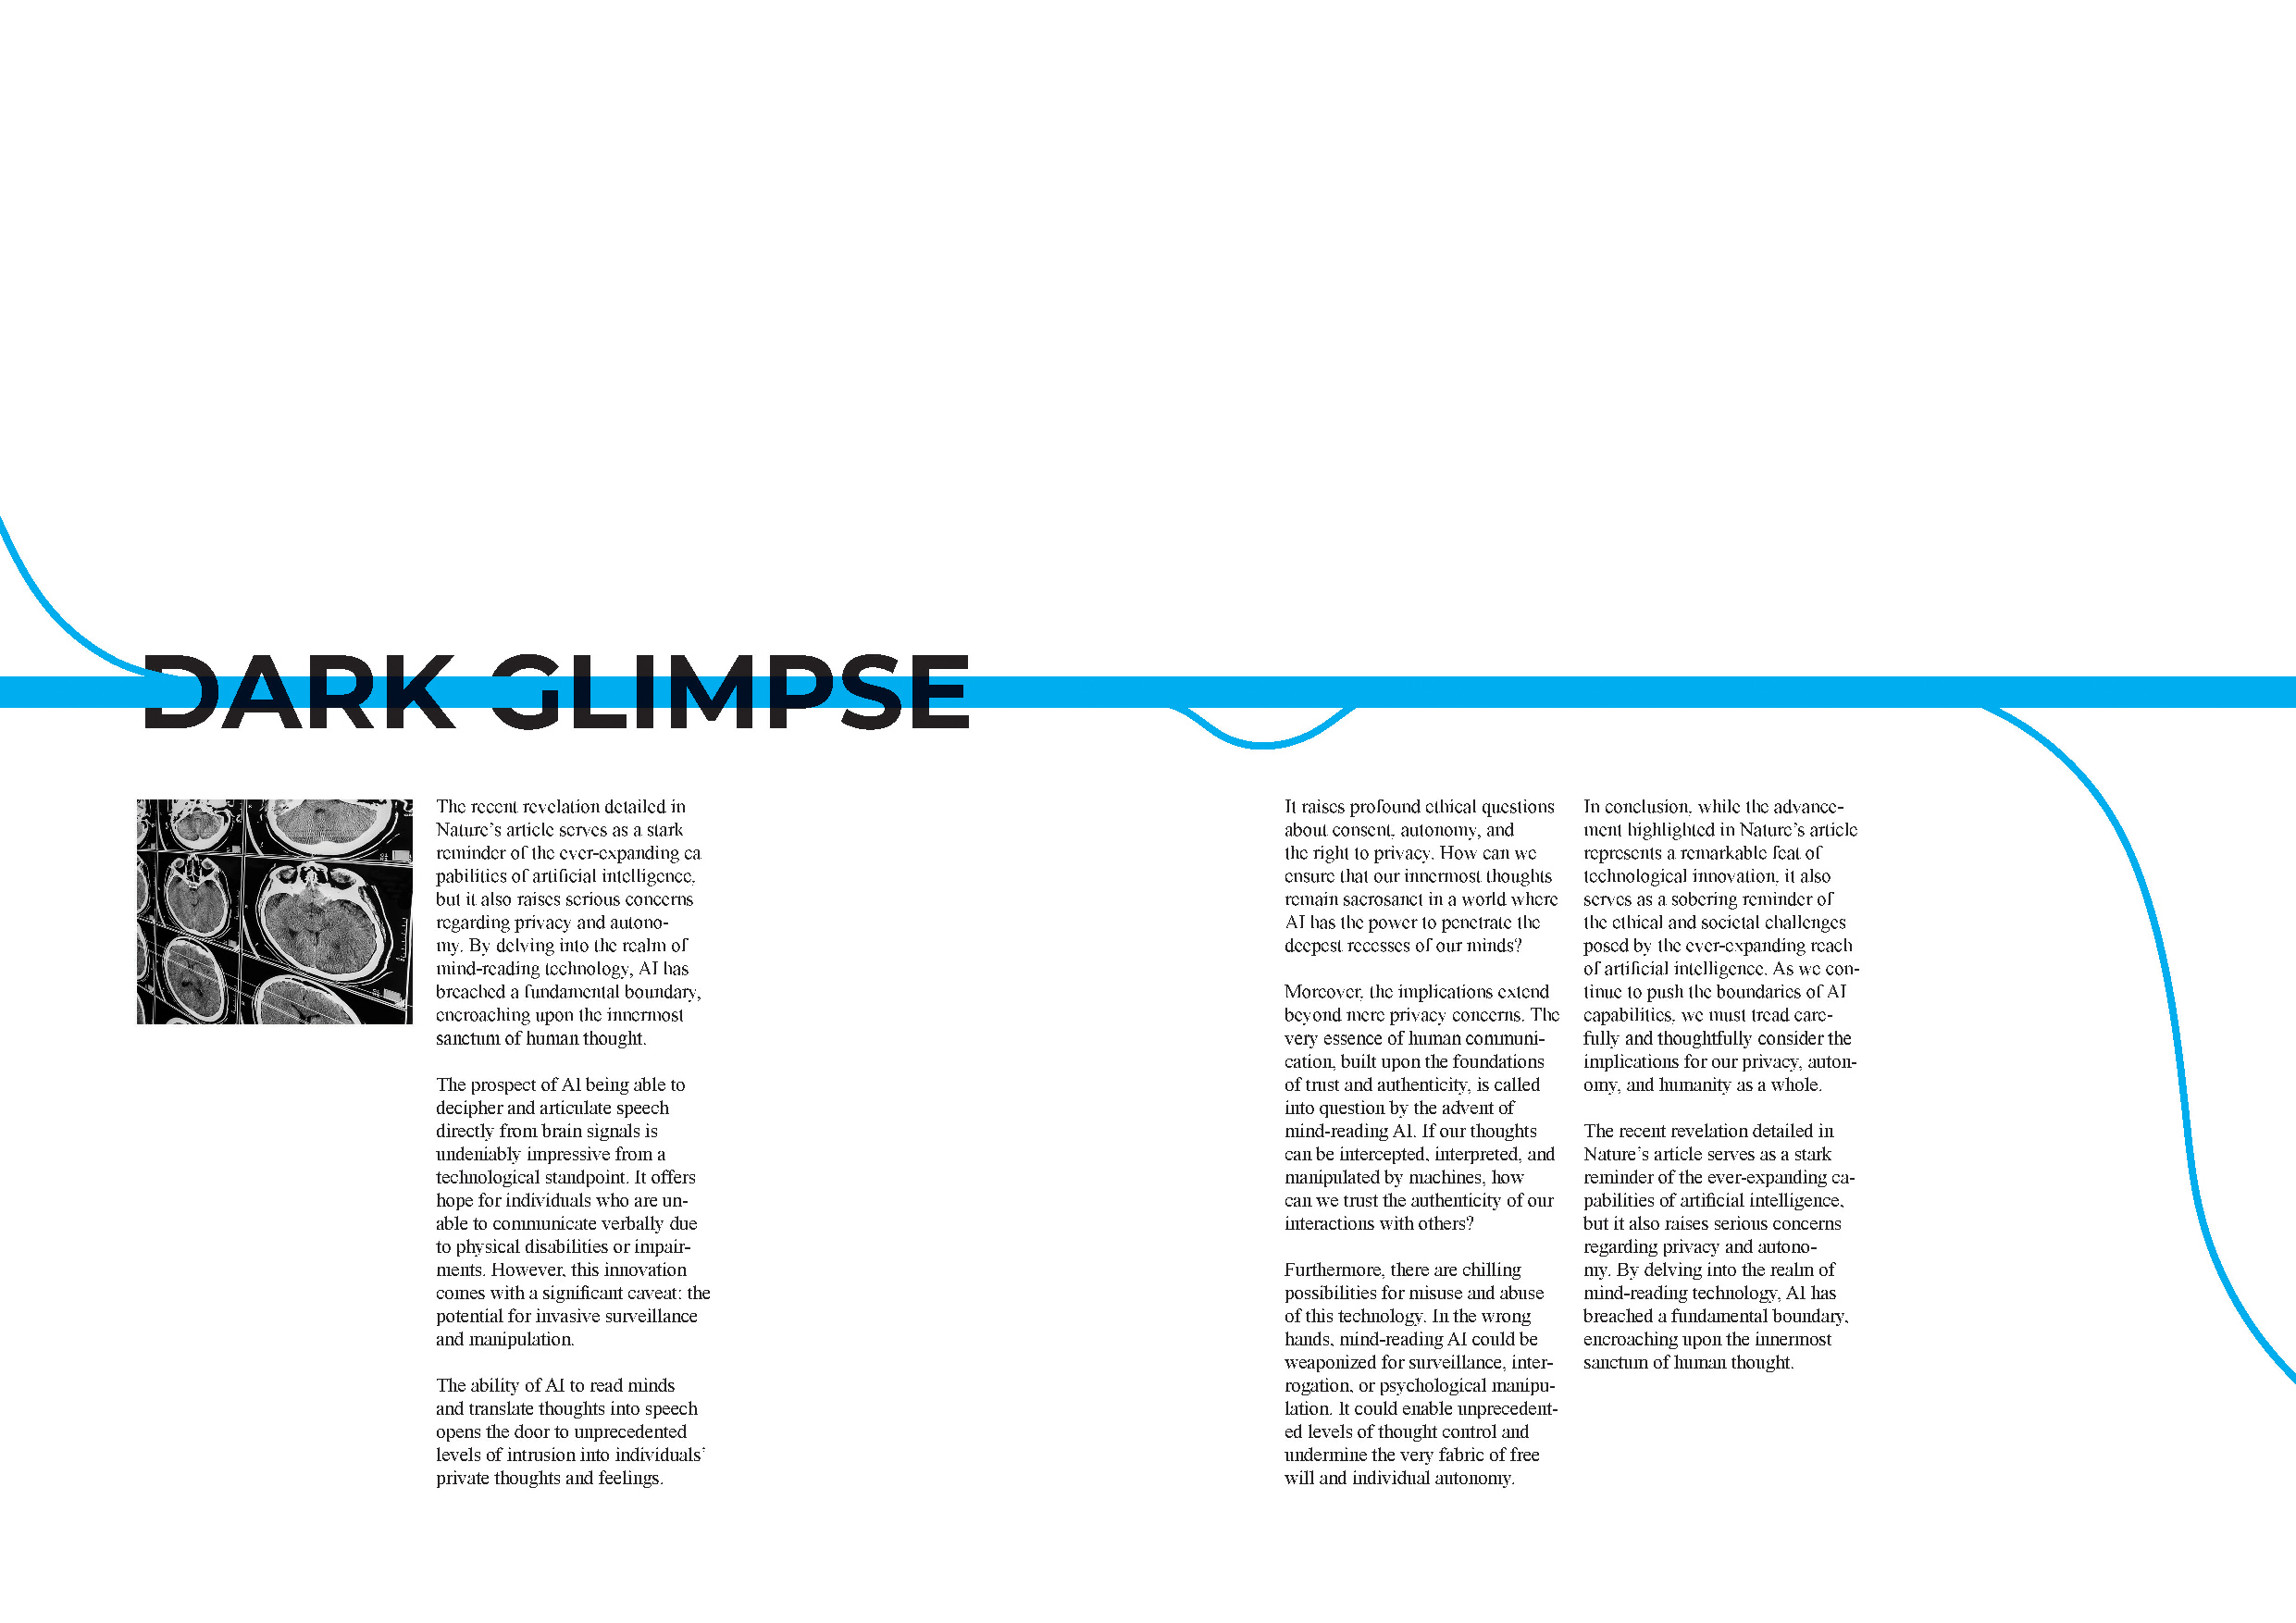 DARK GLIMPSE
The recent revelation detailed in
Nature’s article serves as a stark
reminder of the ever-expanding ca
pabilities of artificial intelligence,
but it also raises serious concerns
regarding privacy and autono-
my. By delving into the realm of
mind-reading technology, AI has
breached a fundamental boundary,
encroaching upon the innermost
sanctum of human thought.
The prospect of AI being able to
decipher and articulate speech
directly from brain signals is
undeniably impressive from a
technological standpoint. It offers
hope for individuals who are un-
able to communicate verbally due
to physical disabilities or impair-
ments. However, this innovation
comes with a significant caveat: the
potential for invasive surveillance
and manipulation.
The ability of AI to read minds
and translate thoughts into speech
opens the door to unprecedented
levels of intrusion into individuals’
private thoughts and feelings.
It raises profound ethical questions
about consent, autonomy, and
the right to privacy. How can we
ensure that our innermost thoughts
remain sacrosanct in a world where
AI has the power to penetrate the
deepest recesses of our minds?
Moreover, the implications extend
beyond mere privacy concerns. The
very essence of human communi-
cation, built upon the foundations
of trust and authenticity, is called
into question by the advent of
mind-reading AI. If our thoughts
can be intercepted, interpreted, and
manipulated by machines, how
can we trust the authenticity of our
interactions with others?
Furthermore, there are chilling
possibilities for misuse and abuse
of this technology. In the wrong
hands, mind-reading AI could be
weaponized for surveillance, inter-
rogation, or psychological manipu-
lation. It could enable unprecedent-
ed levels of thought control and
undermine the very fabric of free
will and individual autonomy.
In conclusion, while the advance-
ment highlighted in Nature’s article
represents a remarkable feat of
technological innovation, it also
serves as a sobering reminder of
the ethical and societal challenges
posed by the ever-expanding reach
of artificial intelligence. As we con-
tinue to push the boundaries of AI
capabilities, we must tread care-
fully and thoughtfully consider the
implications for our privacy, auton-
omy, and humanity as a whole.
The recent revelation detailed in
Nature’s article serves as a stark
reminder of the ever-expanding ca-
pabilities of artificial intelligence,
but it also raises serious concerns
regarding privacy and autono-
my. By delving into the realm of
mind-reading technology, AI has
breached a fundamental boundary,
encroaching upon the innermost
sanctum of human thought.